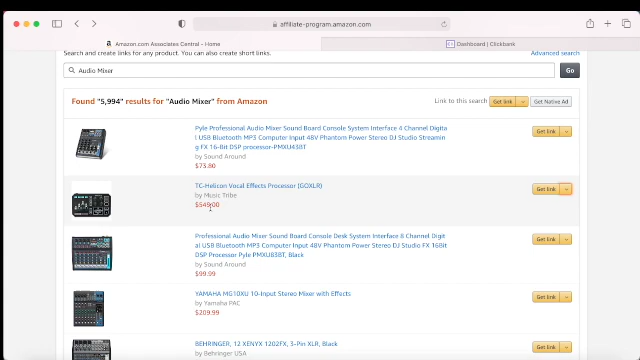 affiliate-program.amazon.com
Amazon.com Associates Central - Home
Dashboard | Clickbank
Search and create links for any product. You can also create short links.
Advanced search
Audio Mixer
Go
Found "5,994" results for "Audio Mixer" from Amazon
Link to this search
Get link
Get Native Ad
Pyle Professional Audio Mixer Sound Board Console System Interface 4 Channel Digita
l USB Bluetooth MP3 Computer Input 48V Phantom Power Stereo DJ Studio Streamin
g FX 16-Bit DSP processor-PMXU43BT
by Sound Around
$73.80
Get link
TC-Helicon Vocal Effects Processor (GOXLR)
by Music Tribe
$549.00
Get link
Professional Audio Mixer Sound Board Console Desk System Interface 8 Channel Digit
al USB Bluetooth MP3 Computer Input 48V Phantom Power Stereo DJ Studio FX 16Bit
DSP Processor Pyle PMXU83BT, Black
by Sound Around
$99.99
Get link
YAMAHA MG10XU 10-Input Stereo Mixer with Effects
by Yamaha PAC
$209.99
Get link
BEHRINGER, 12 XENYX 1202FX, 3-Pin XLR, Black
by Behringer USA
Get link